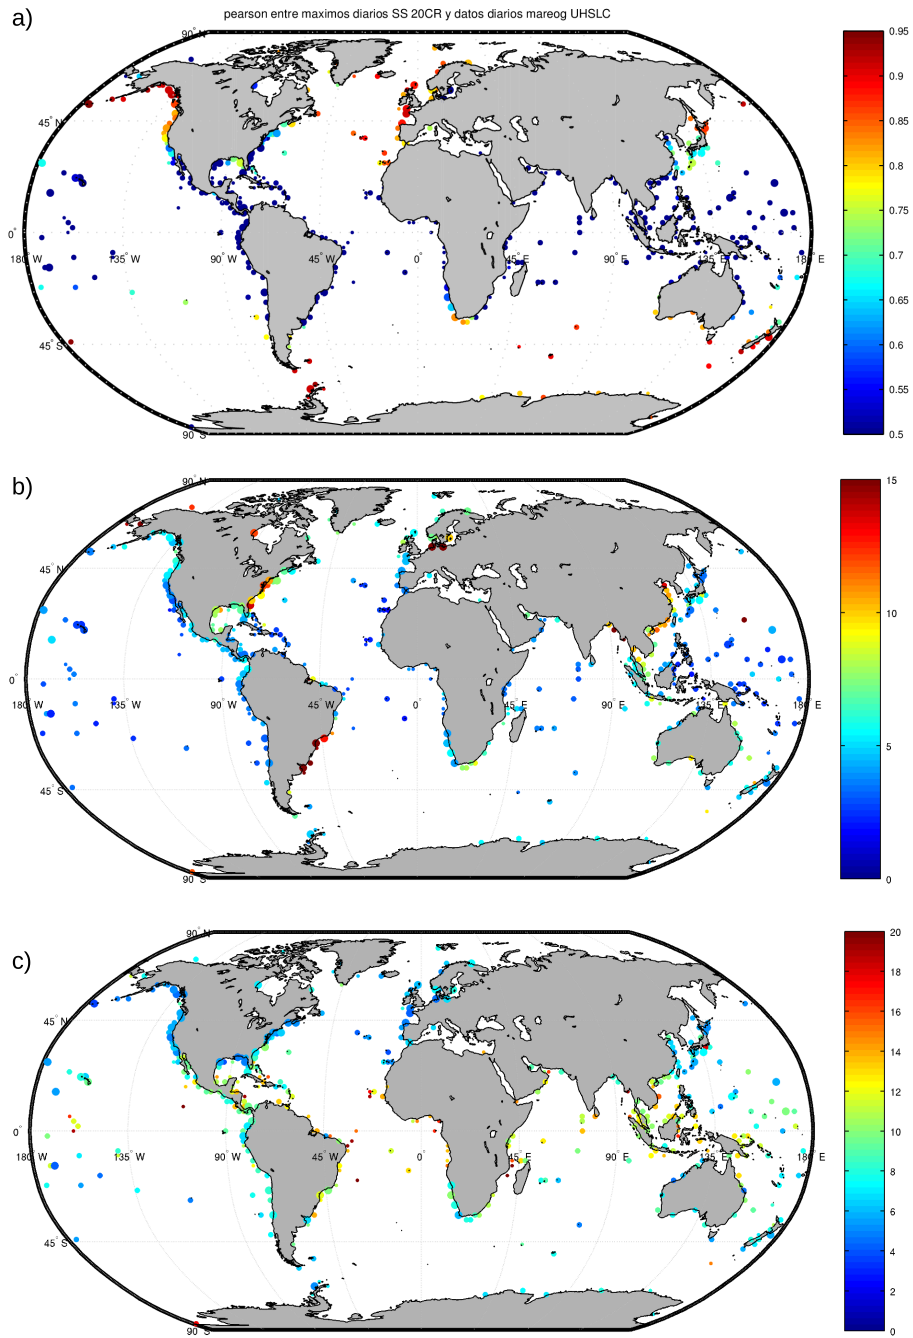 a)
pearson entre maximos diarios SS 20CR y datos diarios mareog UHSLC
90° N
45° N
0°
180° W 135° W 90° W 45° W 0° 45° E 90° E 135° E 180° E
45° S
90° S
0.95
0.9
0.85
0.8
0.75
0.7
0.65
0.6
0.55
0.5
b)
90° N
45° N
0°
180° W 135° W 90° W 45° W 0° 45° E 90° E 135° E 180° E
45° S
90° S
15
10
5
0
c)
90° N
45° N
0°
180° W 135° W 90° W 45° W 0° 45° E 90° E 135° E 180° E
45° S
90° S
20
18
16
14
12
10
8
6
4
2
0